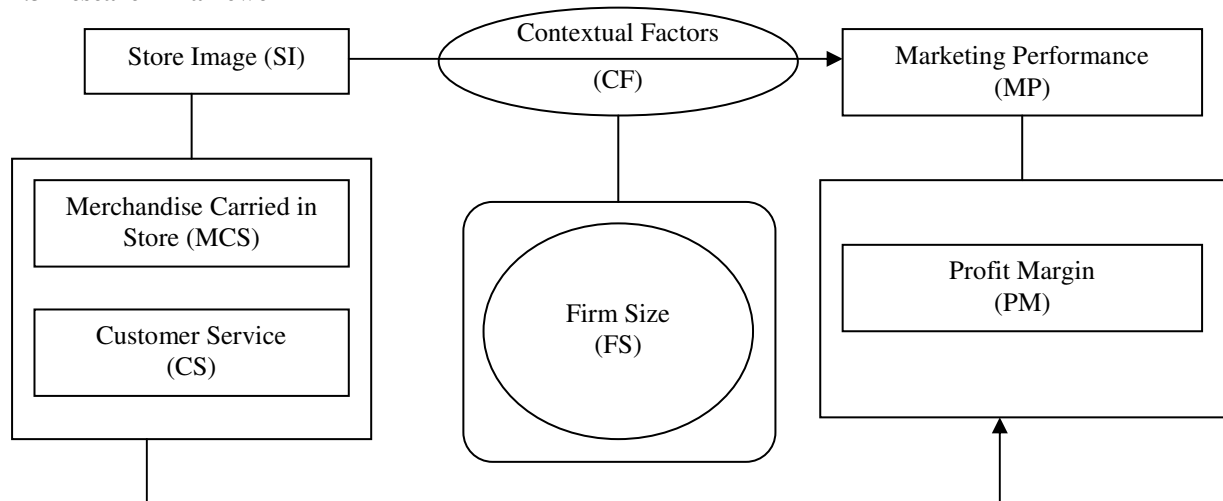 Store Image (SI)
Contextual Factors
(CF)
Marketing Performance
(MP)
Merchandise Carried in
Store (MCS)
Customer Service
(CS)
Firm Size
(FS)
Profit Margin
(PM)